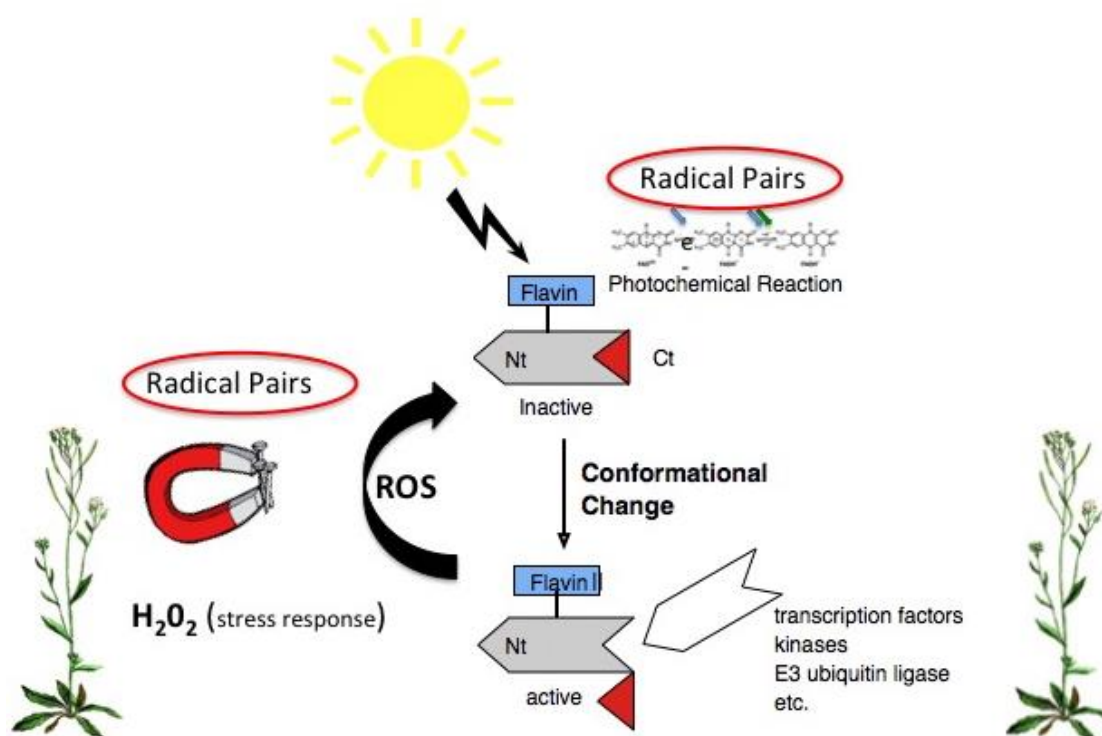 Radical Pairs
e
Photochemical Reaction
Flavin
Nt
Ct
Inactive
Radical Pairs
ROS
Conformational
Change
Flavin II
Nt
active
H₂0₂ (stress response)
transcription factors
kinases
E3 ubiquitin ligase
etc.